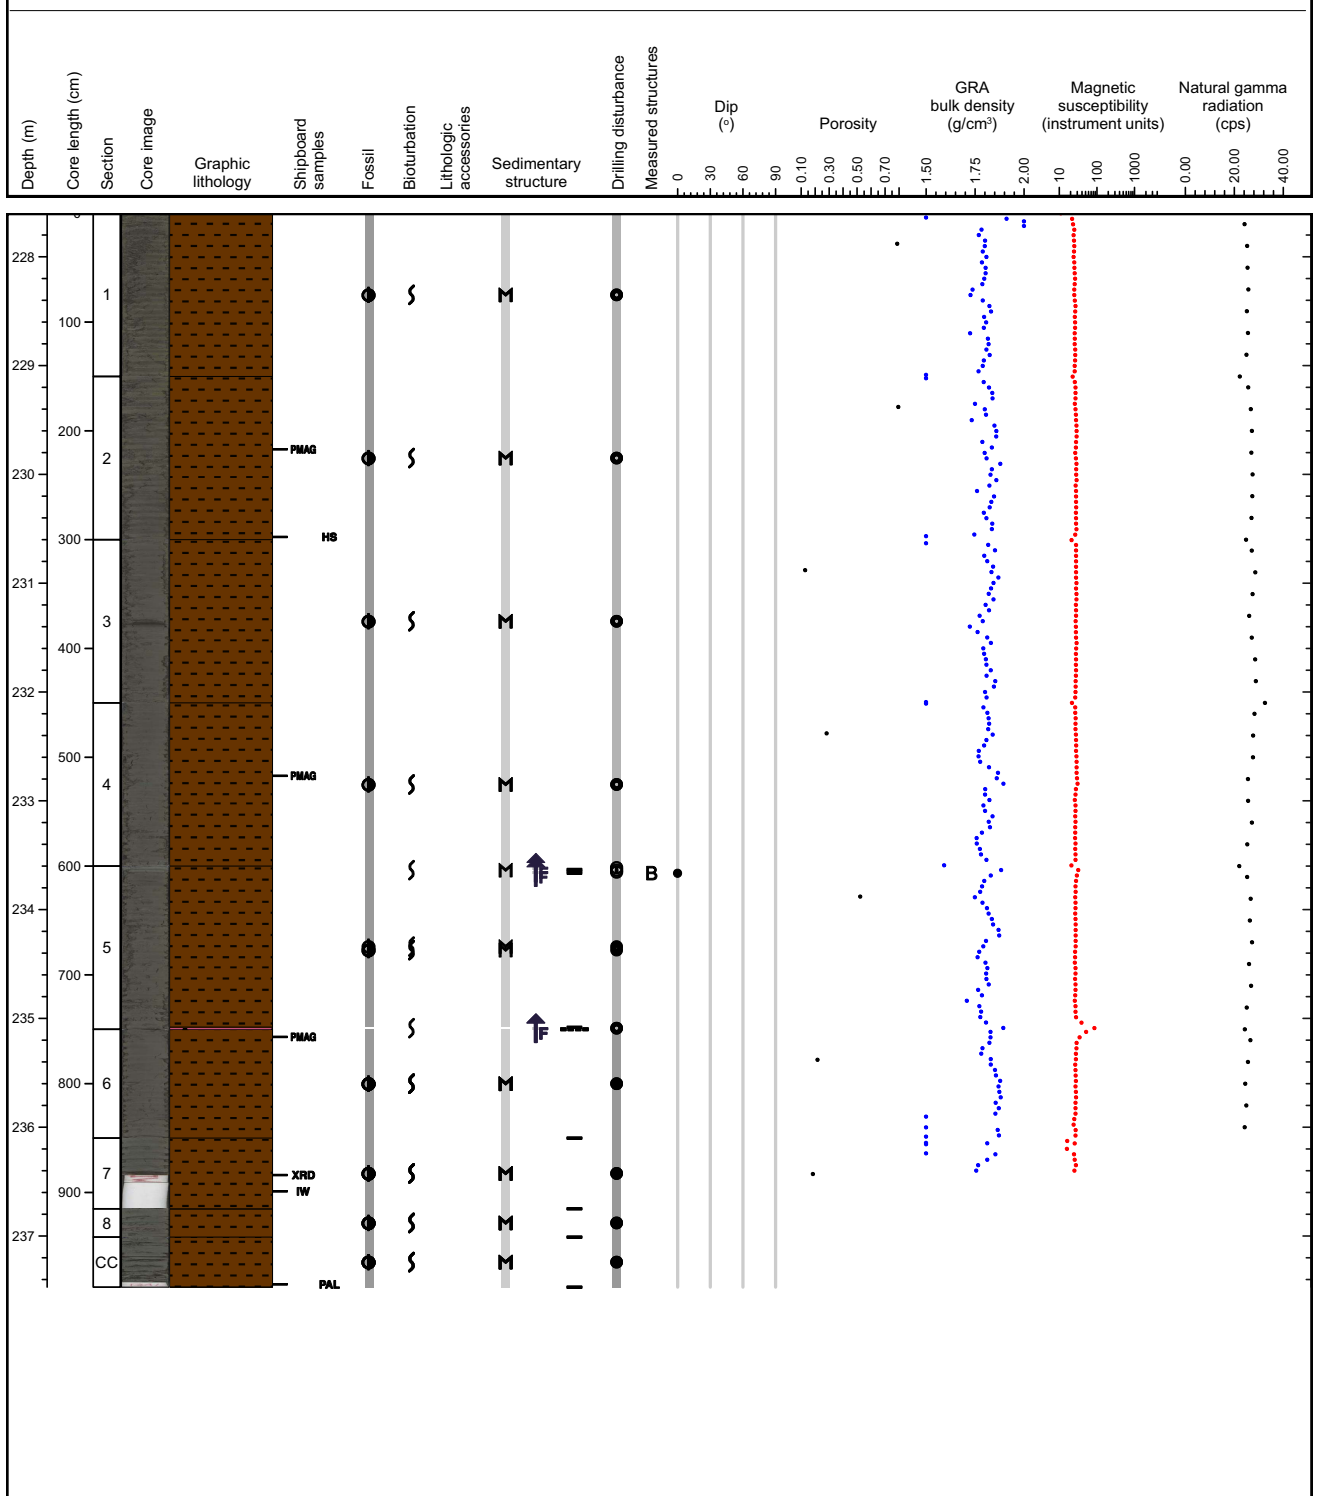 Depth (m)
Core length (cm)
Section
Core image
Graphic
lithology
Shipboard
samples
Fossil
Bioturbation
Lithologic
accessories
Sedimentary
structure
Drilling disturbance
Measured structures
Dip
(o)
0 30 60 90
Porosity
0.10 0.30 0.50 0.70
GRA
bulk density
(g/cm³)
1.50 1.75 2.00
Magnetic
susceptibility
(instrument units)
10 100 1000
Natural gamma
radiation
(cps)
0.00 20.00 40.00
228
1
100
229
PMAG
200
2
230
HS
300
231
3
400
232
500
PMAG
4
233
600
B
234
5
700
235
PMAG
800
6
236
7
XRD
IW
900
8
237
CC
PAL